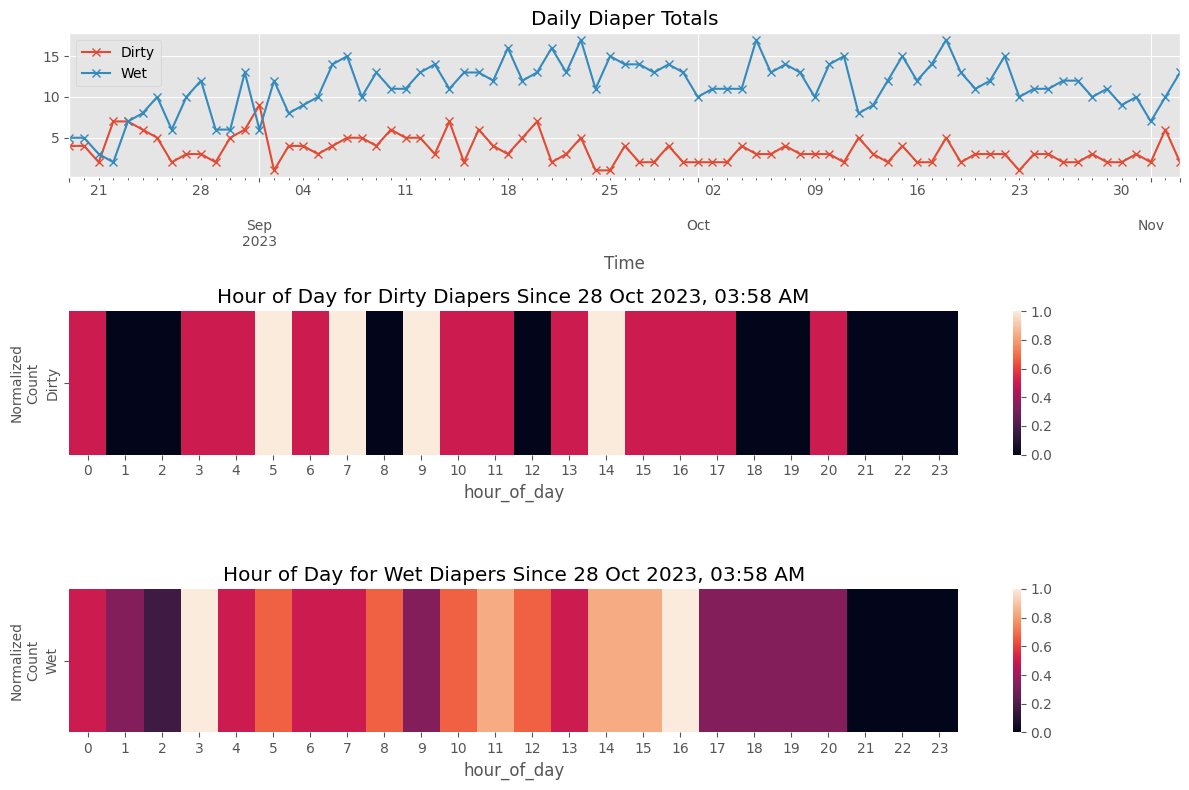 Daily Diaper Totals
Dirty
Wet
15
10
5
21 28 04 11 18 25 02 09 16 23 30
Sep Oct Nov
2023
Time
Hour of Day for Dirty Diapers Since 28 Oct 2023, 03:58 AM
Normalized
Count
Dirty
1.0
0.8
0.6
0.4
0.2
0.0
0 1 2 3 4 5 6 7 8 9 10 11 12 13 14 15 16 17 18 19 20 21 22 23
hour_of_day
Hour of Day for Wet Diapers Since 28 Oct 2023, 03:58 AM
Normalized
Count
Wet
1.0
0.8
0.6
0.4
0.2
0.0
0 1 2 3 4 5 6 7 8 9 10 11 12 13 14 15 16 17 18 19 20 21 22 23
hour_of_day